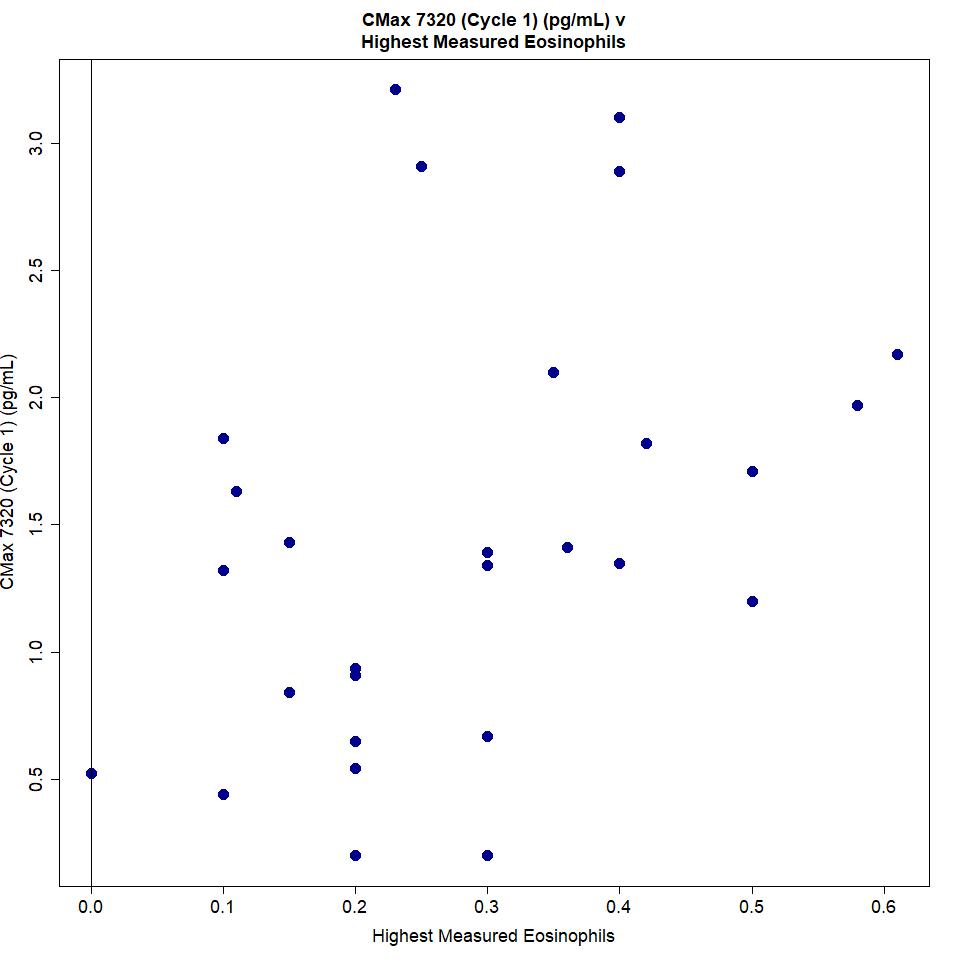 CMax 7320 (Cycle 1) (pg/mL) v
Highest Measured Eosinophils
CMax 7320 (Cycle 1) (pg/mL)
3.0
2.5
2.0
1.5
1.0
0.5
0.0 0.1 0.2 0.3 0.4 0.5 0.6
Highest Measured Eosinophils